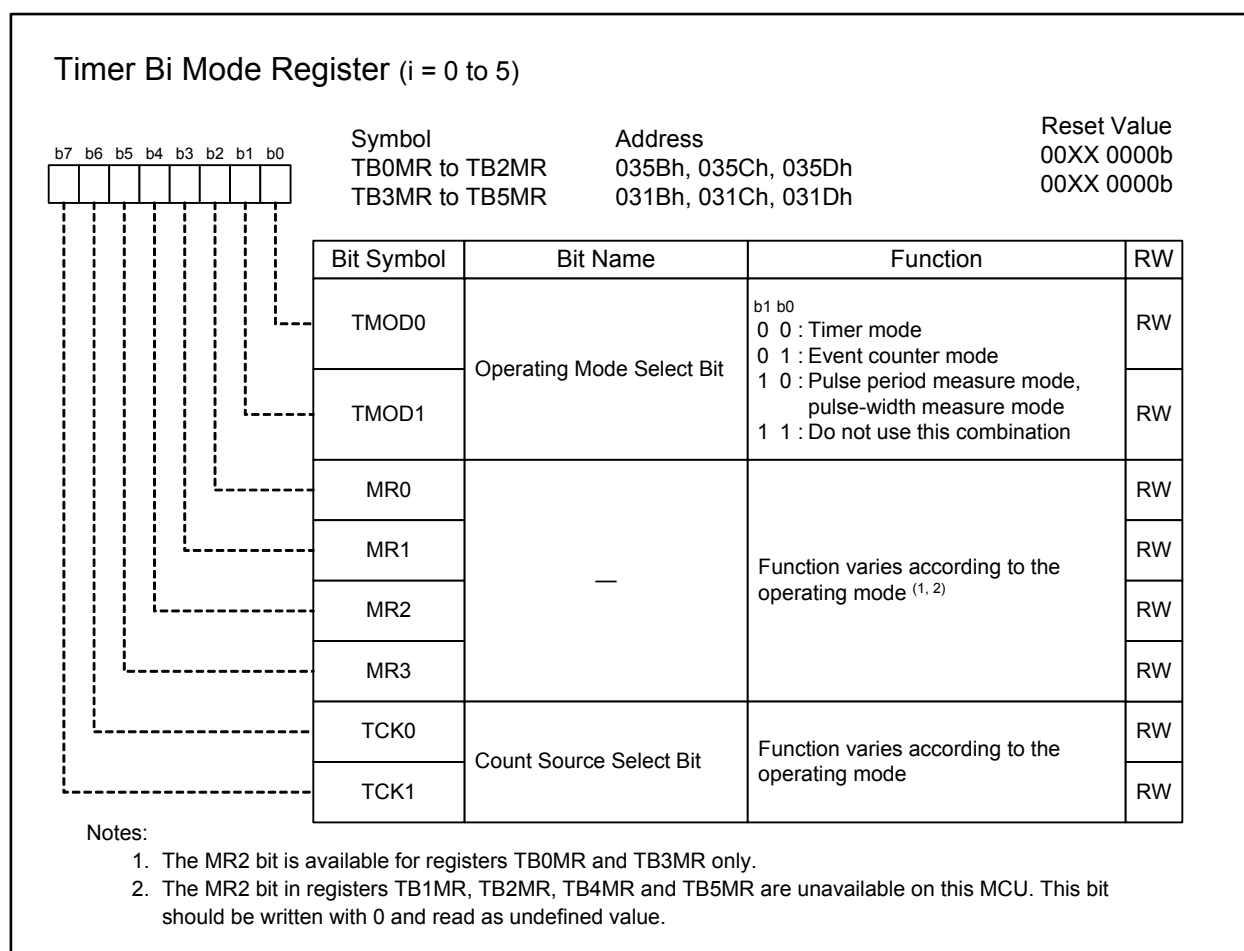 Timer Bi Mode Register (i = 0 to 5)
b7 b6 b5 b4 b3 b2 b1 b0
Symbol Address Reset Value
TB0MR to TB2MR 035Bh, 035Ch, 035Dh 00XX 0000b
TB3MR to TB5MR 031Bh, 031Ch, 031Dh 00XX 0000b
Bit Symbol Bit Name Function RW
TMOD0 RW
TMOD1 RW
Operating Mode Select Bit
b1 b0
0 0 : Timer mode
0 1 : Event counter mode
1 0 : Pulse period measure mode,
pulse-width measure mode
1 1 : Do not use this combination
MR0 RW
MR1 RW
MR2 RW
MR3 RW
—
Function varies according to the
operating mode (1, 2)
TCK0 RW
TCK1 RW
Count Source Select Bit
Function varies according to the
operating mode
Notes:
1. The MR2 bit is available for registers TB0MR and TB3MR only.
2. The MR2 bit in registers TB1MR, TB2MR, TB4MR and TB5MR are unavailable on this MCU. This bit
should be written with 0 and read as undefined value.